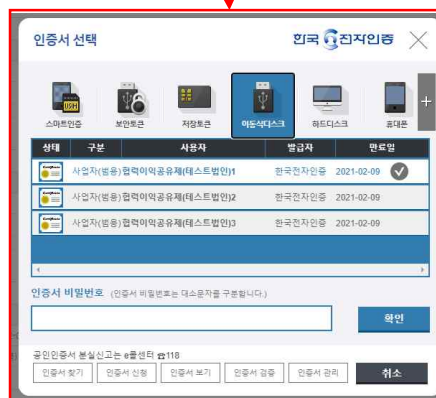 인증서 선택
한국전자인증
스마트인증 보안토큰 저장토큰 이동식디스크 하드디스크 휴대폰 +
상태 구분 사용자 발급자 만료일
사업자(범용) 협력이익공유제(테스트법인)1 한국전자인증 2021-02-09
사업자(범용) 협력이익공유제(테스트법인)2 한국전자인증 2021-02-09
사업자(범용) 협력이익공유제(테스트법인)3 한국전자인증 2021-02-09
인증서 비밀번호 (인증서 비밀번호는 대소문자를 구분합니다.)
확인
공인인증서 분실신고는 e콜센터 ☎118
인증서 찾기 인증서 신청 인증서 보기 인증서 검증 인증서 관리 취소